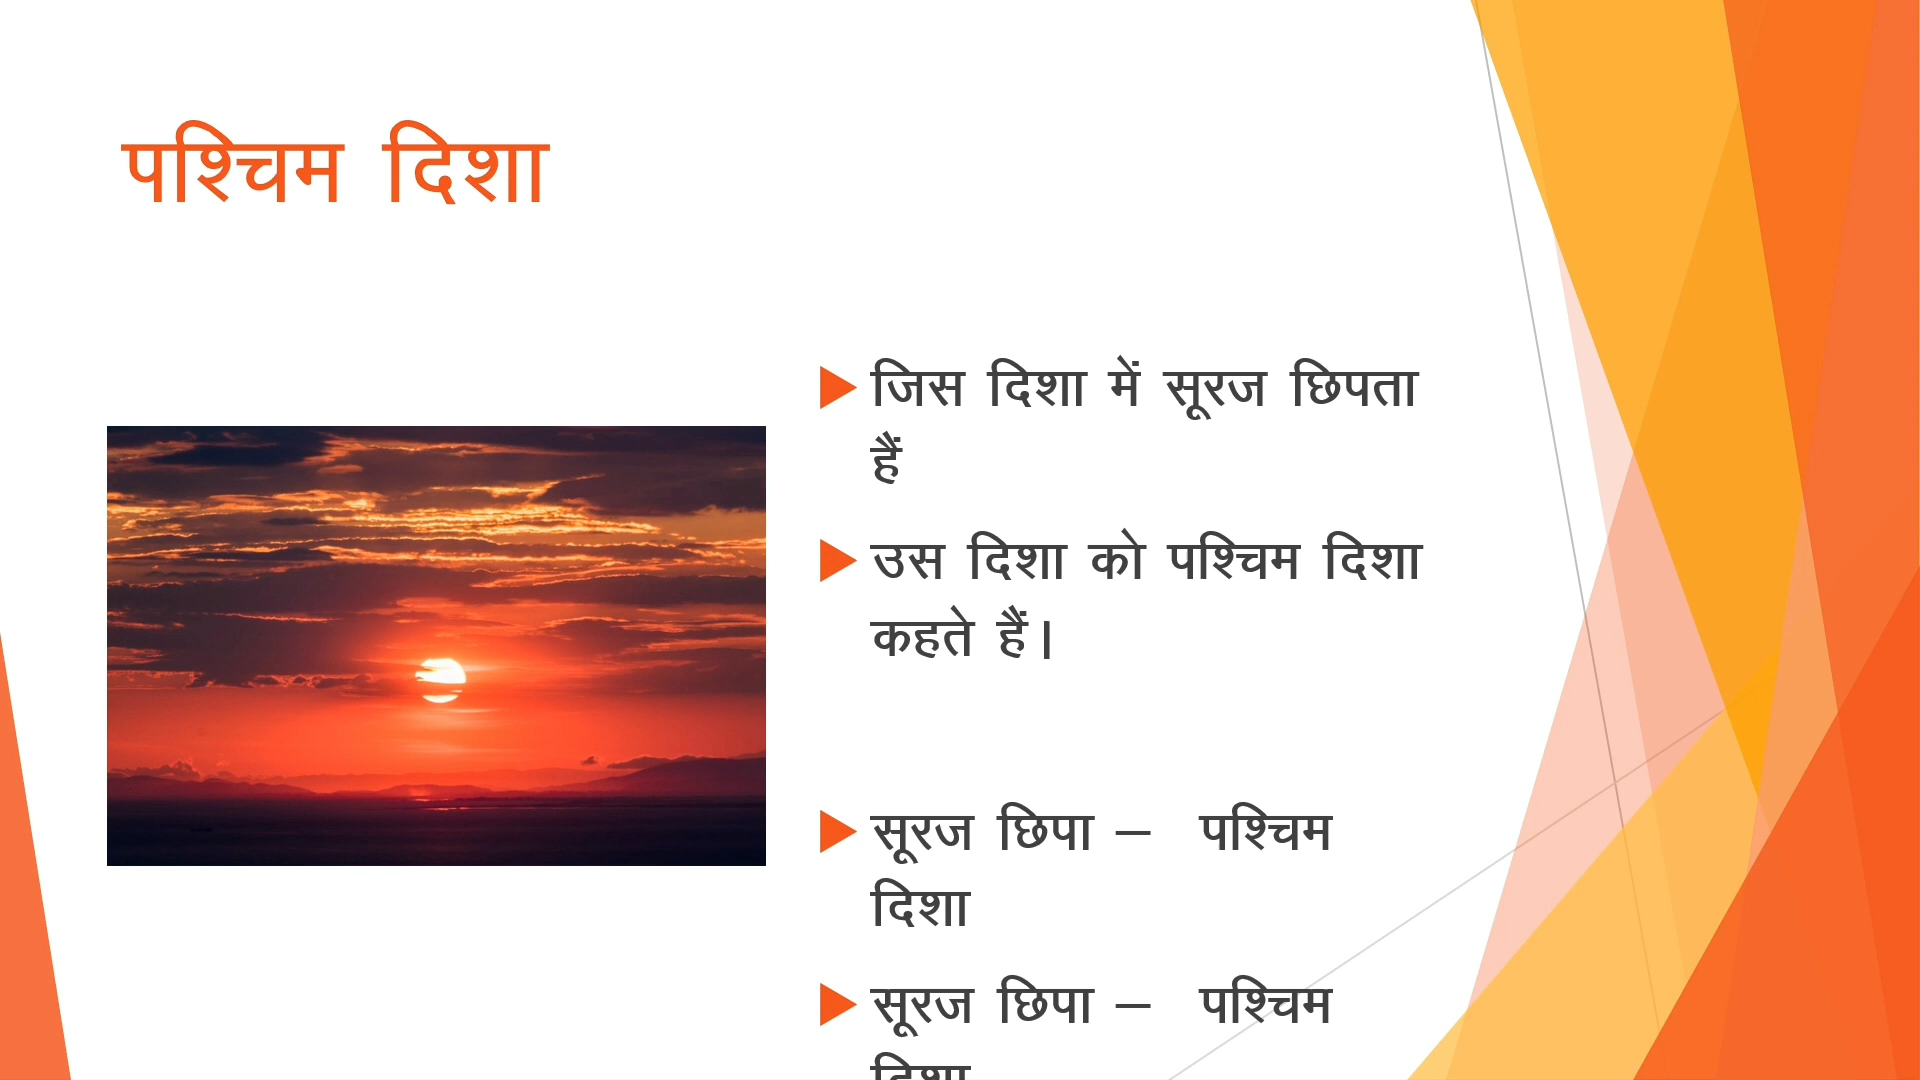 पश्चिम दिशा
जिस दिशा में सूरज छिपता
हैं
उस दिशा को पश्चिम दिशा
कहते हैं।
सूरज छिपा – पश्चिम
दिशा
सूरज छिपा – पश्चिम
दिशा